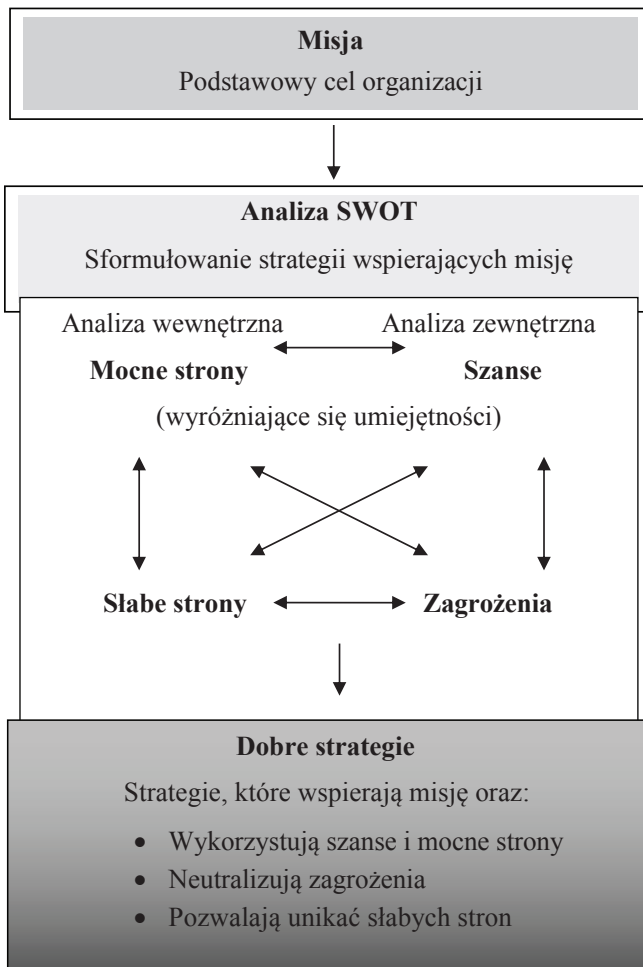 Misja
Podstawowy cel organizacji
Analiza SWOT
Sformułowanie strategii wspierających misję
Analiza wewnętrzna Analiza zewnętrzna
Mocne strony Szanse
(wyróżniające się umiejętności)
Słabe strony Zagrożenia
Dobre strategie
Strategie, które wspierają misję oraz:
• Wykorzystują szanse i mocne strony
• Neutralizują zagrożenia
• Pozwalają unikać słabych stron